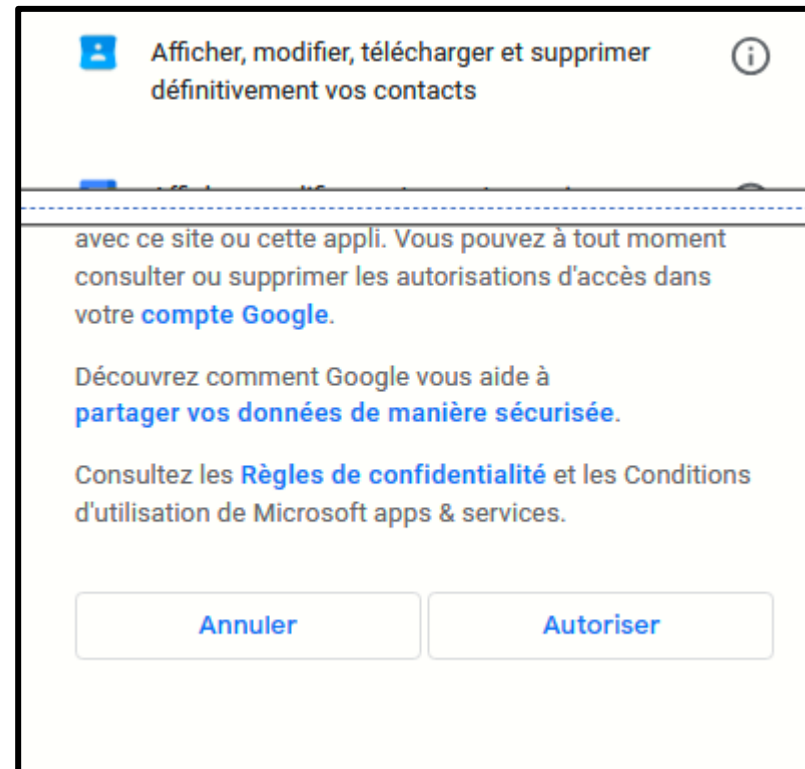 Afficher, modifier, télécharger et supprimer
définitivement vos contacts
avec ce site ou cette appli. Vous pouvez à tout moment
consulter ou supprimer les autorisations d'accès dans
votre compte Google.
Découvrez comment Google vous aide à
partager vos données de manière sécurisée.
Consultez les Règles de confidentialité et les Conditions
d'utilisation de Microsoft apps & services.
Annuler
Autoriser